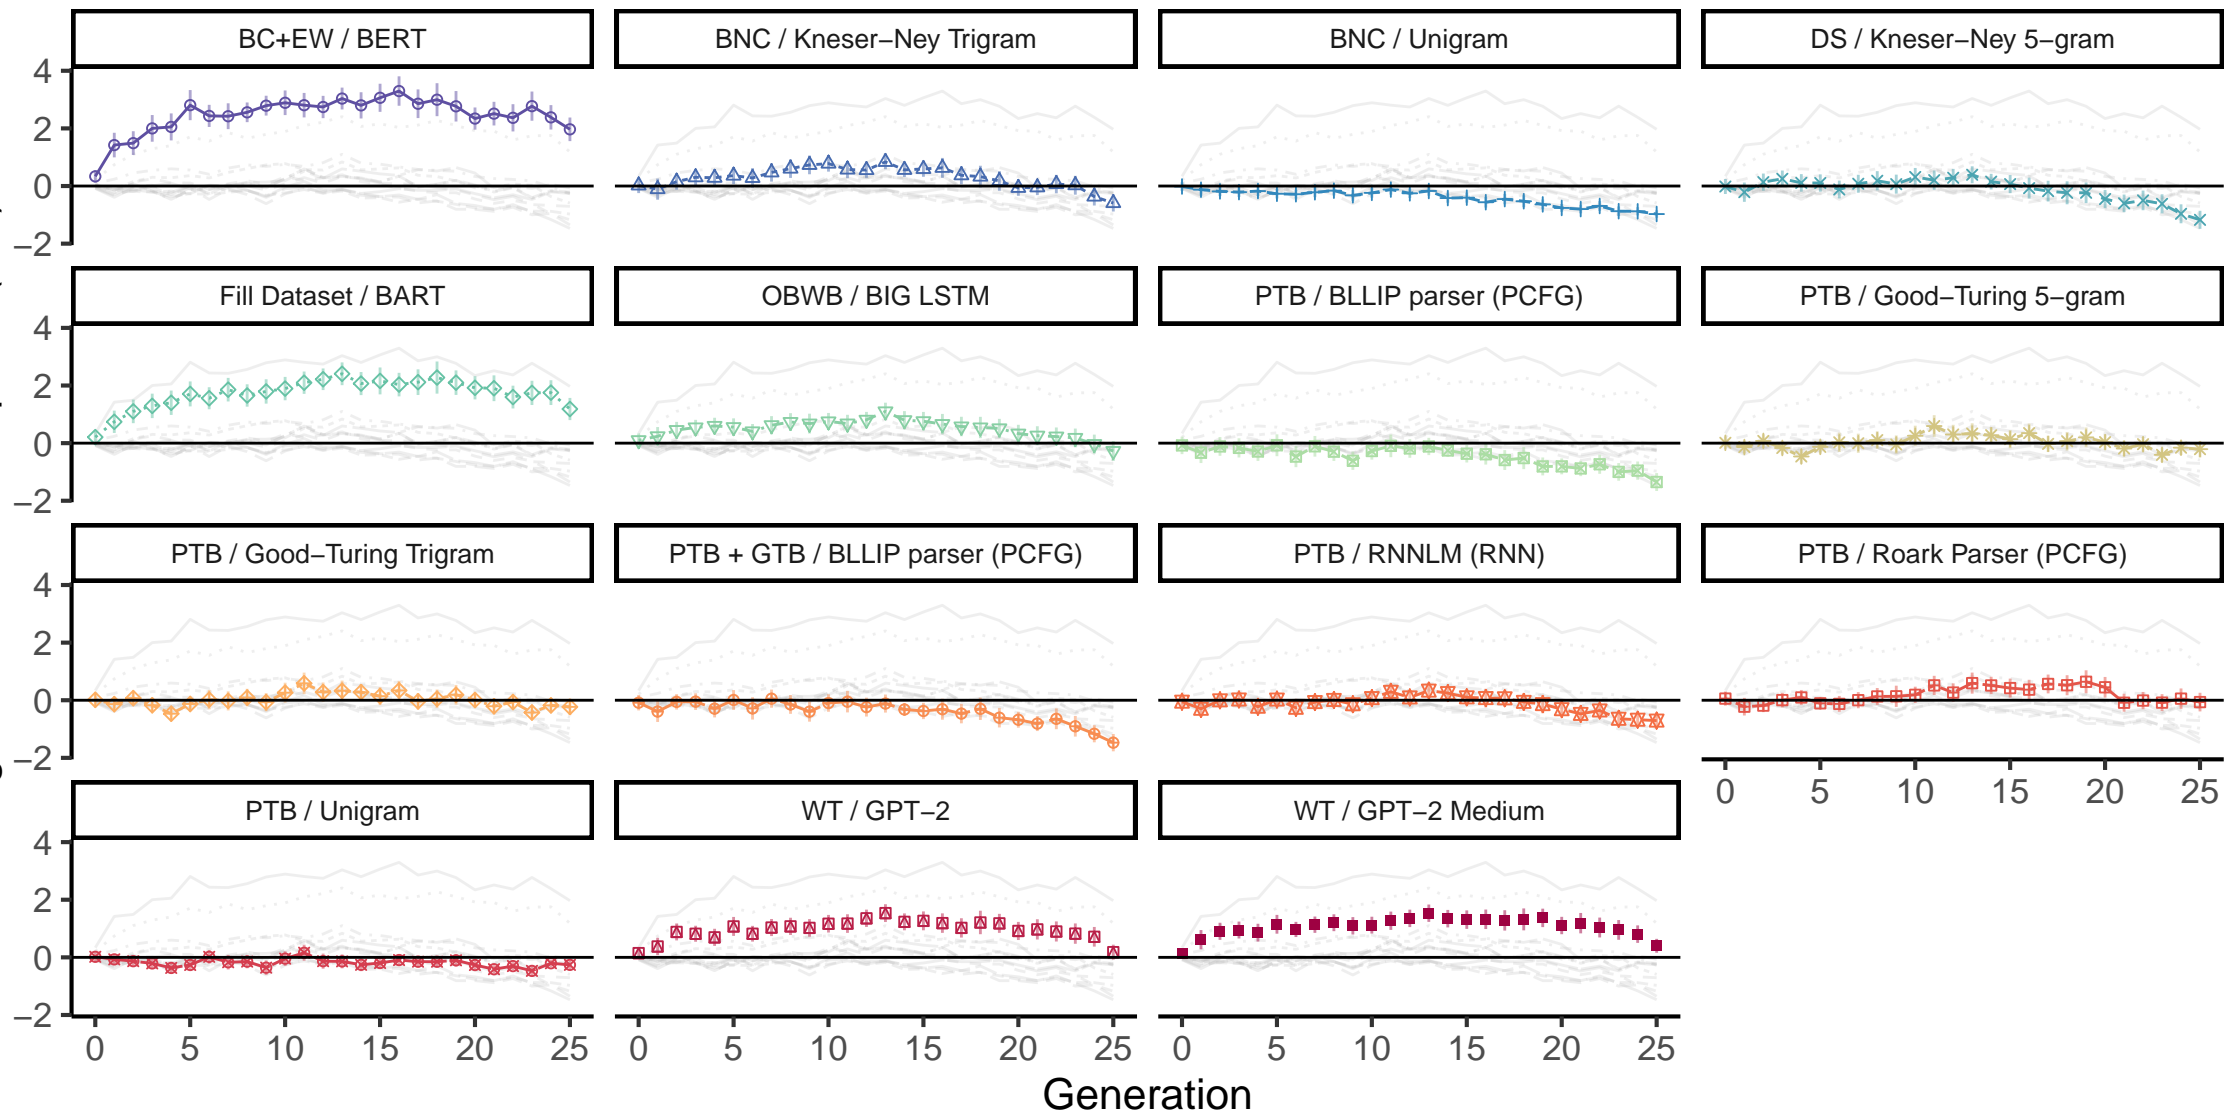 BC+EW / BERT
BNC / Kneser−Ney Trigram
BNC / Unigram
DS / Kneser−Ney 5−gram
4
2
0
−2
Fill Dataset / BART
OBWB / BIG LSTM
PTB / BLLIP parser (PCFG)
PTB / Good−Turing 5−gram
4
2
0
−2
PTB / Good−Turing Trigram
PTB + GTB / BLLIP parser (PCFG)
PTB / RNNLM (RNN)
PTB / Roark Parser (PCFG)
4
2
0
−2
0 5 10 15 20 25
PTB / Unigram
WT / GPT−2
WT / GPT−2 Medium
4
2
0
−2
0 5 10 15 20 25
0 5 10 15 20 25
0 5 10 15 20 25
Generation